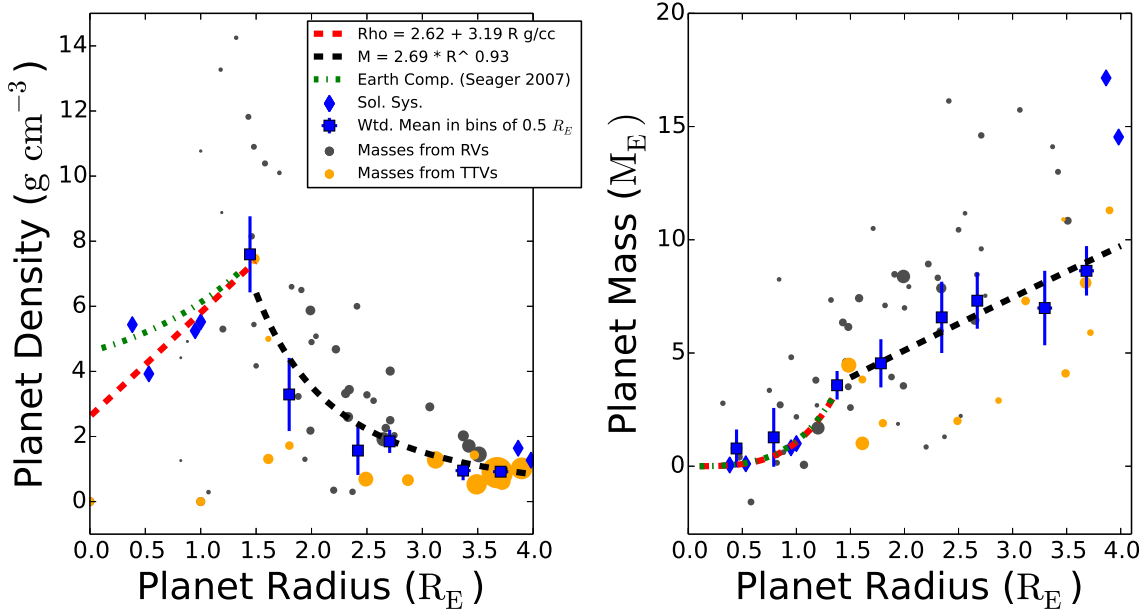 14
12
10
8
6
4
2
0
Planet Density (g cm⁻³)
0.0 0.5 1.0 1.5 2.0 2.5 3.0 3.5 4.0
Planet Radius (R_E)
Rho = 2.62 + 3.19 R g/cc
M = 2.69 * R^ 0.93
Earth Comp. (Seager 2007)
Sol. Sys.
Wtd. Mean in bins of 0.5 R_E
Masses from RVs
Masses from TTVs
20
15
10
5
0
Planet Mass (M_E)
0.0 0.5 1.0 1.5 2.0 2.5 3.0 3.5 4.0
Planet Radius (R_E)